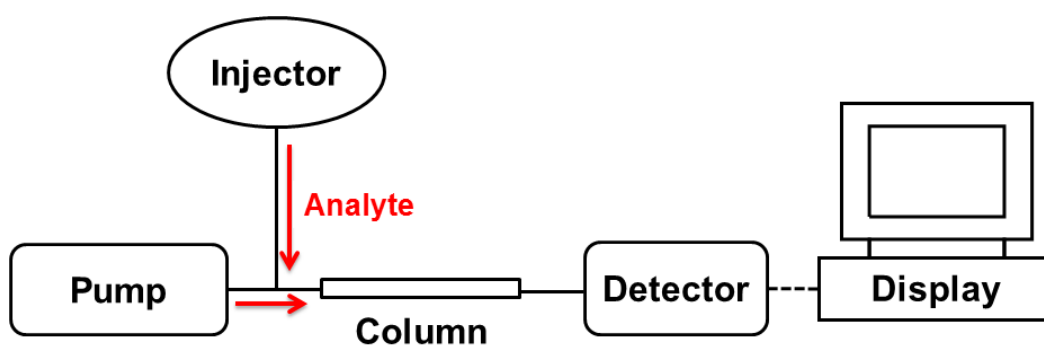 Injector
Analyte
Pump
Column
Detector
Display